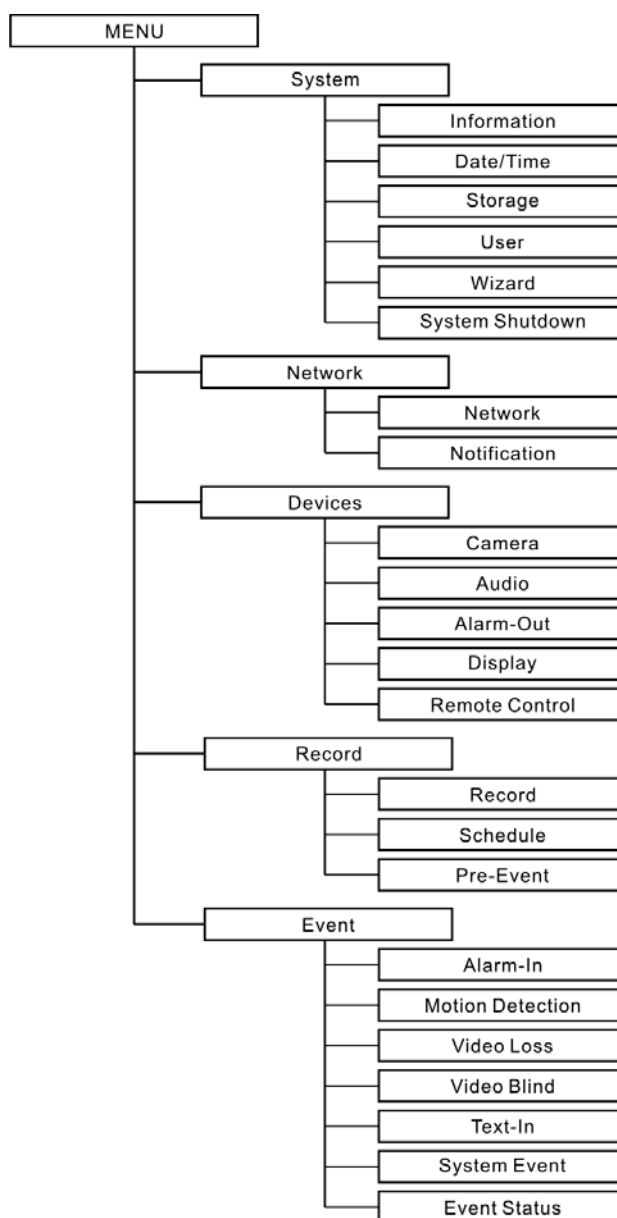 MENU
System
Information
Date/Time
Storage
User
Wizard
System Shutdown
Network
Network
Notification
Devices
Camera
Audio
Alarm-Out
Display
Remote Control
Record
Record
Schedule
Pre-Event
Event
Alarm-In
Motion Detection
Video Loss
Video Blind
Text-In
System Event
Event Status